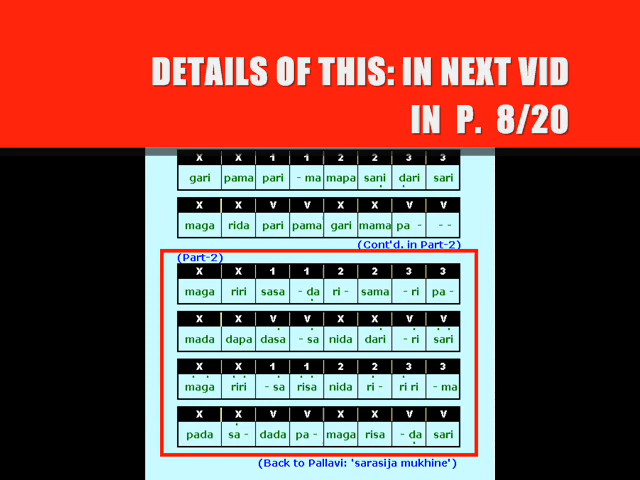 DETAILS OF THIS: IN NEXT VID
IN P. 8/20
X X 1 1 2 2 3 3
gari pama pari - ma mapa sani dari sari
X X V V X X V V
maga rida pari pama gari mama pa - - -
(Cont'd. in Part-2)
(Part-2)
X X 1 1 2 2 3 3
maga riri sasa - da ri - sama - ri pa -
X X V V X X V V
mada dapa dasa - sa nida dari - ri sari
X X 1 1 2 2 3 3
maga riri - sa risa nida ri - ri ri - ma
X X V V X X V V
pada sa - dada pa - maga risa - da sari
(Back to Pallavi: 'sarasija mukhine')